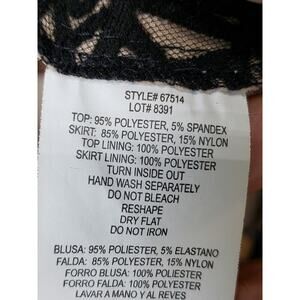 STYLE# 67514
LOT# 8391
TOP: 95% POLYESTER, 5% SPANDEX
SKIRT: 85% POLYESTER, 15% NYLON
TOP LINING: 100% POLYESTER
SKIRT LINING: 100% POLYESTER
TURN INSIDE OUT
HAND WASH SEPARATELY
DO NOT BLEACH
RESHAPE
DRY FLAT
DO NOT IRON
BLUSA: 95% POLIESTER, 5% ELASTANO
FALDA: 85% POLIESTER, 15% NYLON
FORRO BLUSA: 100% POLIESTER
FORRO FALDA: 100% POLIESTER
LAVAR A MANO Y AL REVES